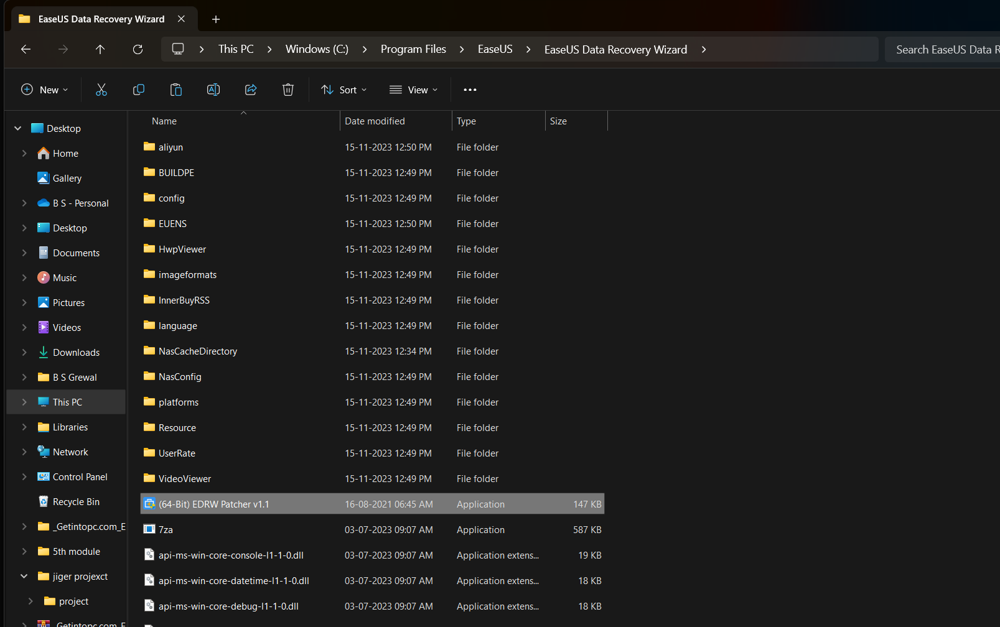 EaseUS Data Recovery Wizard
This PC > Windows (C:) > Program Files > EaseUS > EaseUS Data Recovery Wizard >
Search EaseUS Data R
New
Sort
View
Name Date modified Type Size
Desktop
Home
Gallery
B S - Personal
Desktop
Documents
Music
Pictures
Videos
Downloads
B S Grewal
This PC
Libraries
Network
Control Panel
Recycle Bin
_Getintopc.com_E
5th module
jiger projexct
project
_Getintopc.com_E
aliyun 15-11-2023 12:50 PM File folder
BUILDPE 15-11-2023 12:49 PM File folder
config 15-11-2023 12:49 PM File folder
EUENS 15-11-2023 12:50 PM File folder
HwpViewer 15-11-2023 12:49 PM File folder
imageformats 15-11-2023 12:49 PM File folder
InnerBuyRSS 15-11-2023 12:49 PM File folder
language 15-11-2023 12:49 PM File folder
NasCacheDirectory 15-11-2023 12:34 PM File folder
NasConfig 15-11-2023 12:49 PM File folder
platforms 15-11-2023 12:49 PM File folder
Resource 15-11-2023 12:49 PM File folder
UserRate 15-11-2023 12:49 PM File folder
VideoViewer 15-11-2023 12:49 PM File folder
(64-Bit) EDRW Patcher v1.1 16-08-2021 06:45 AM Application 147 KB
7za 03-07-2023 09:07 AM Application 587 KB
api-ms-win-core-console-l1-1-0.dll 03-07-2023 09:07 AM Application extens... 19 KB
api-ms-win-core-datetime-l1-1-0.dll 03-07-2023 09:07 AM Application extens... 18 KB
api-ms-win-core-debug-l1-1-0.dll 03-07-2023 09:07 AM Application extens... 18 KB